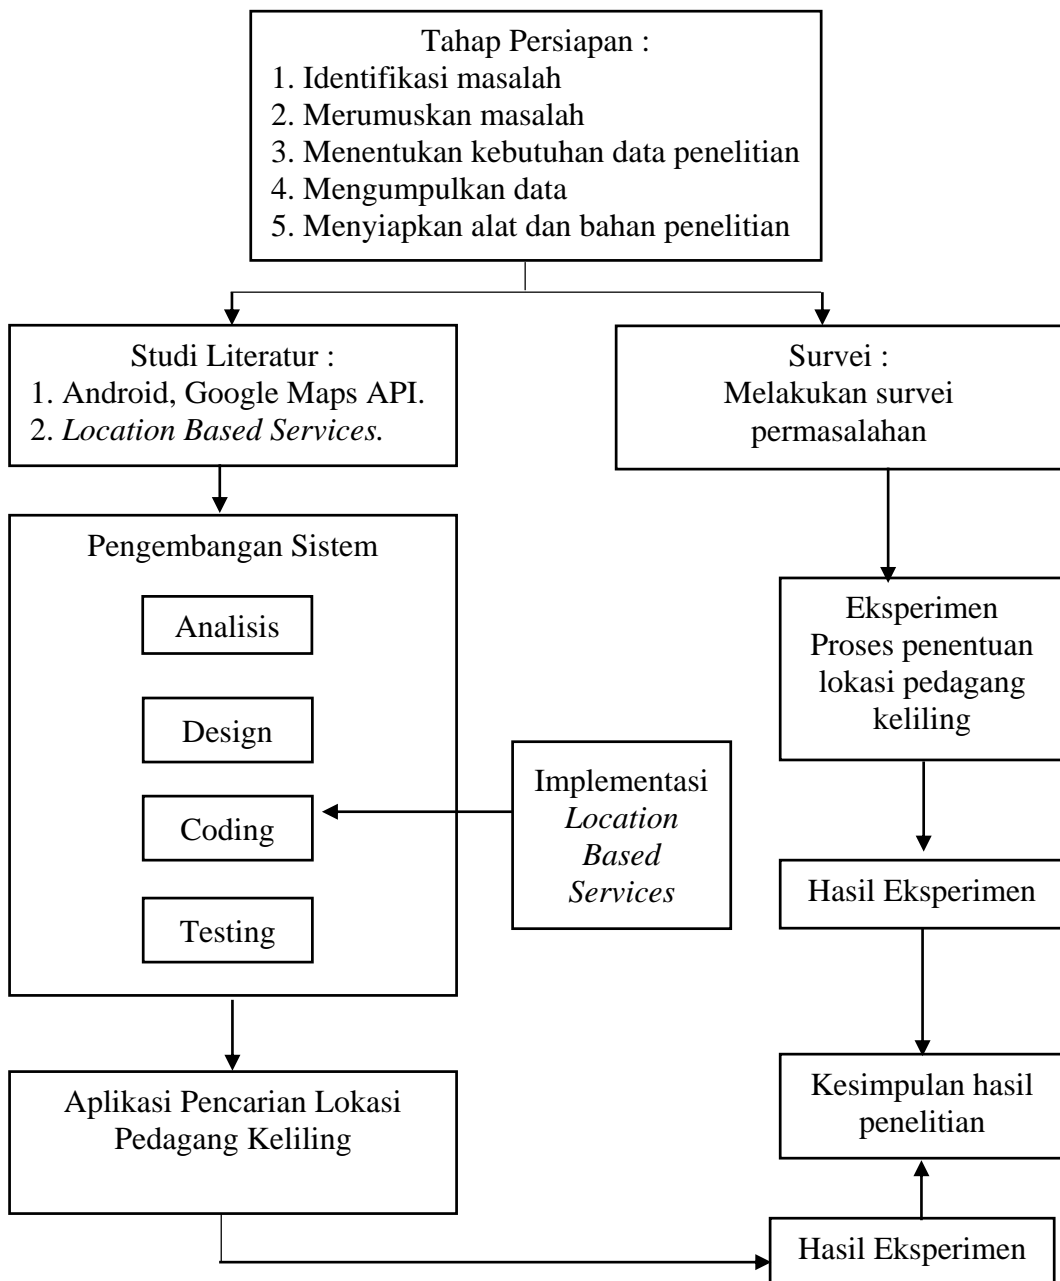 Tahap Persiapan :
1. Identifikasi masalah
2. Merumuskan masalah
3. Menentukan kebutuhan data penelitian
4. Mengumpulkan data
5. Menyiapkan alat dan bahan penelitian
Studi Literatur :
1. Android, Google Maps API.
2. Location Based Services.
Survei :
Melakukan survei
permasalahan
Pengembangan Sistem
Analisis
Design
Coding
Testing
Implementasi
Location
Based
Services
Eksperimen
Proses penentuan
lokasi pedagang
keliling
Hasil Eksperimen
Kesimpulan hasil
penelitian
Aplikasi Pencarian Lokasi
Pedagang Keliling
Hasil Eksperimen